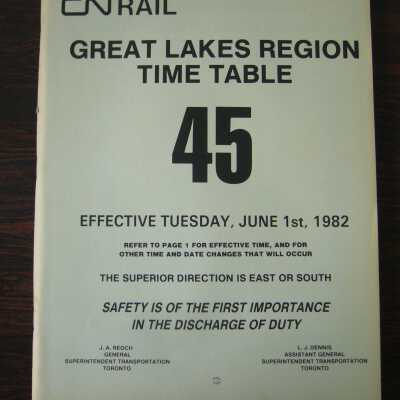 CN RAIL
GREAT LAKES REGION
TIME TABLE
45
EFFECTIVE TUESDAY, JUNE 1st, 1982
REFER TO PAGE 1 FOR EFFECTIVE TIME, AND FOR
OTHER TIME AND DATE CHANGES THAT WILL OCCUR
THE SUPERIOR DIRECTION IS EAST OR SOUTH
SAFETY IS OF THE FIRST IMPORTANCE
IN THE DISCHARGE OF DUTY
J. A. REOCH
GENERAL
SUPERINTENDENT TRANSPORTATION
TORONTO
L. J. DENNIS
ASSISTANT GENERAL
SUPERINTENDENT TRANSPORTATION
TORONTO